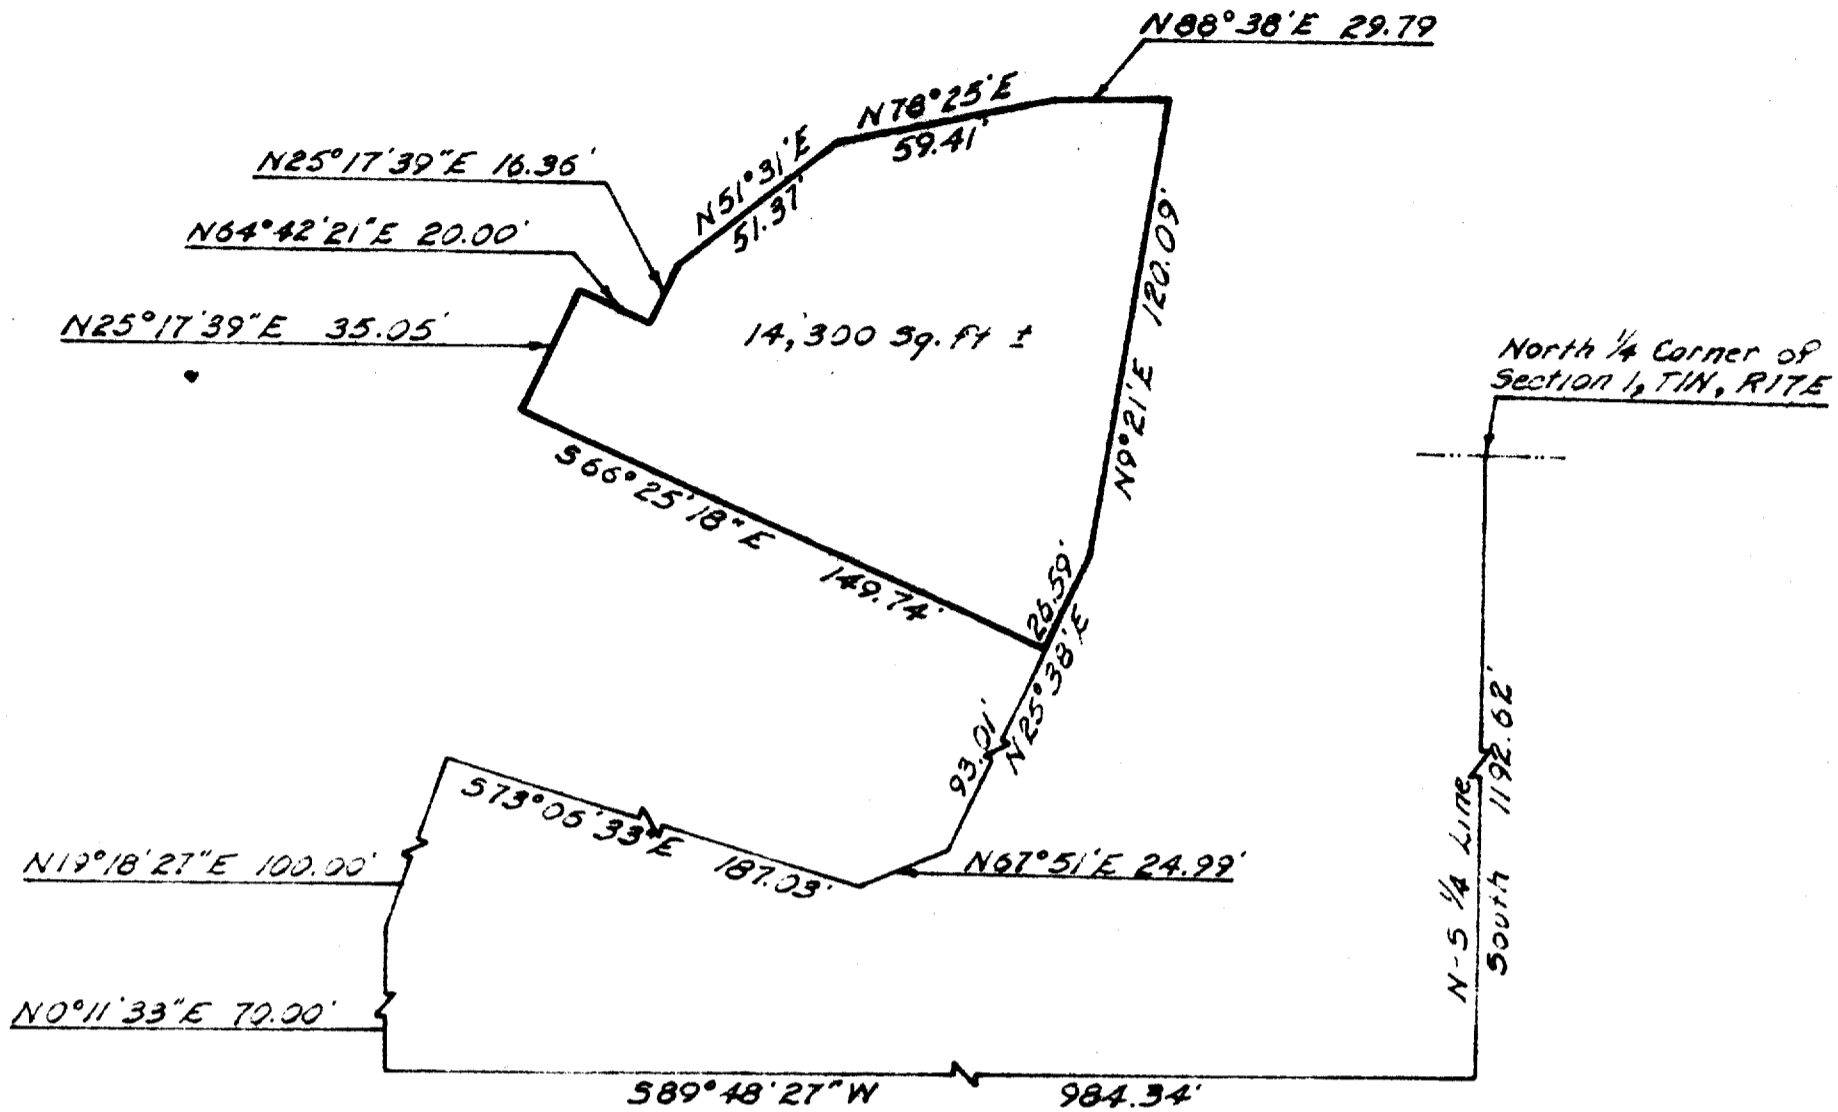 N88°38'E 29.79
N78°25'E
59.41'
N51°31'E
51.37'
N25°17'39"E 16.36'
N64°42'21"E 20.00'
N25°17'39"E 35.05'
14,300 Sq. ft ±
N9°21'E 120.09'
North 1/4 Corner of
Section 1, T1N, R17E
S66°25'18"E 149.74'
26.59'
N25°38'E
93.01'
S73°05'33"E 187.03'
N67°51'E 24.99'
N19°18'27"E 100.00'
N0°11'33"E 70.00'
N-S 1/4 Line
South 1192.62'
S89°48'27"W 984.34'